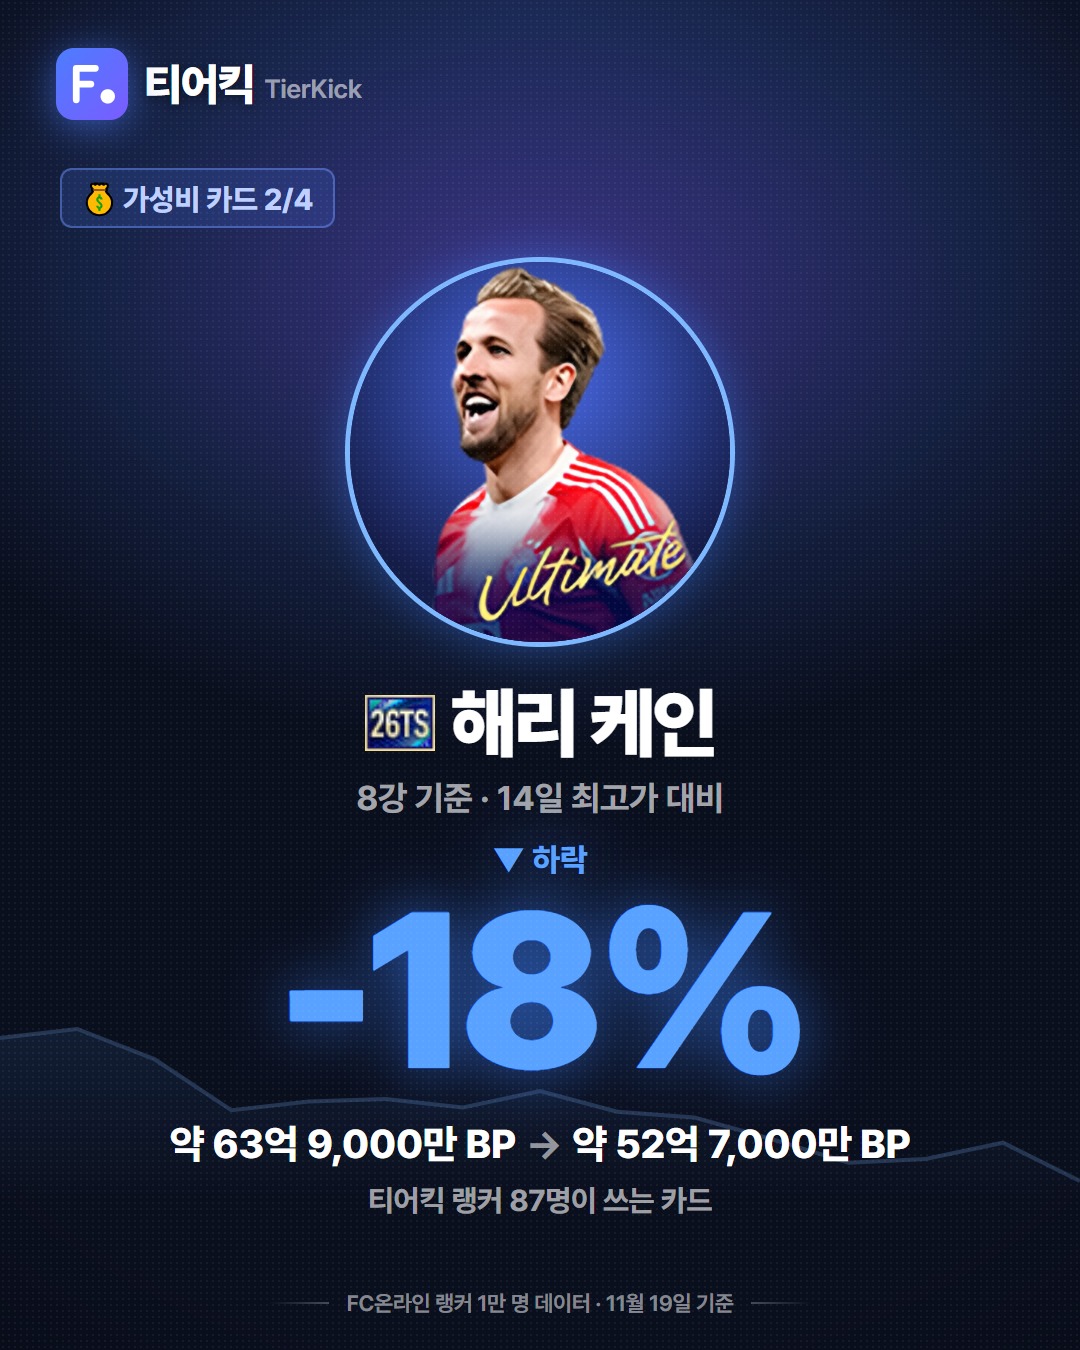 F.
티어킥 TierKick
가성비 카드 2/4
Ultimate
26TS 해리 케인
8강 기준 · 14일 최고가 대비
▼ 하락
-18%
약 63억 9,000만 BP → 약 52억 7,000만 BP
티어킥 랭커 87명이 쓰는 카드
FC온라인 랭커 1만 명 데이터 · 11월 19일 기준